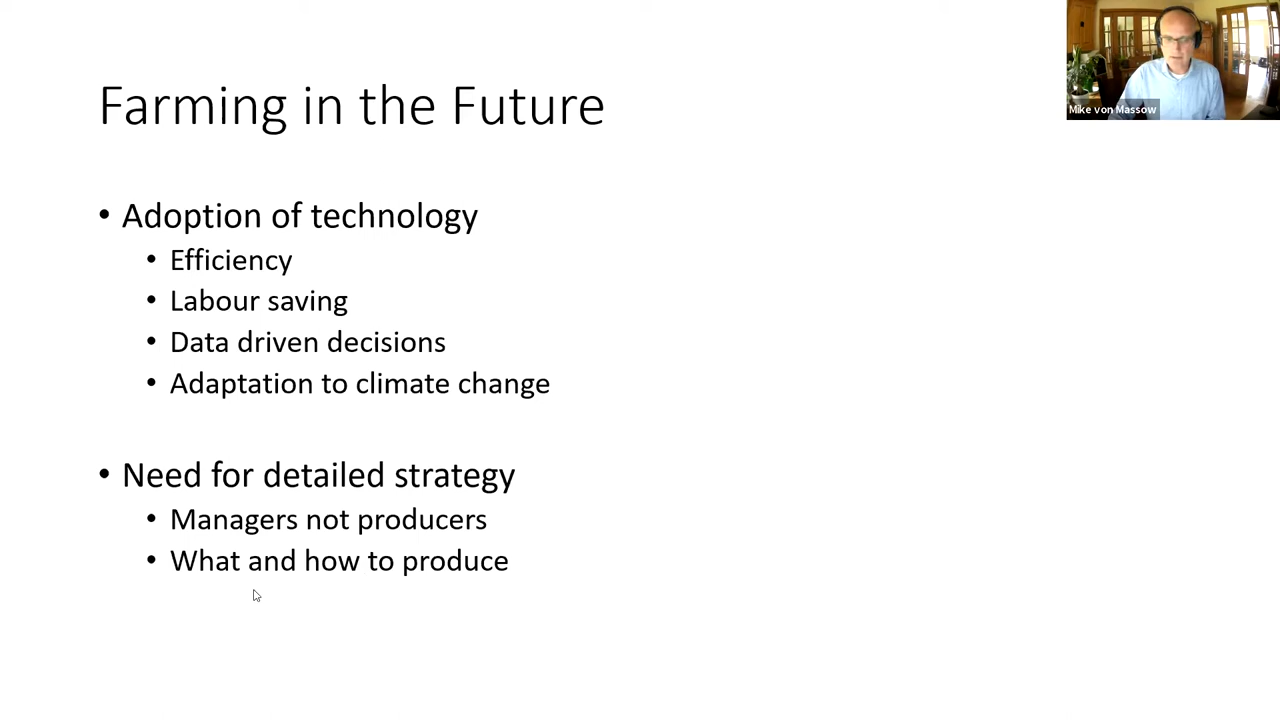 Farming in the Future
Mike von Massow
• Adoption of technology
• Efficiency
• Labour saving
• Data driven decisions
• Adaptation to climate change
• Need for detailed strategy
• Managers not producers
• What and how to produce